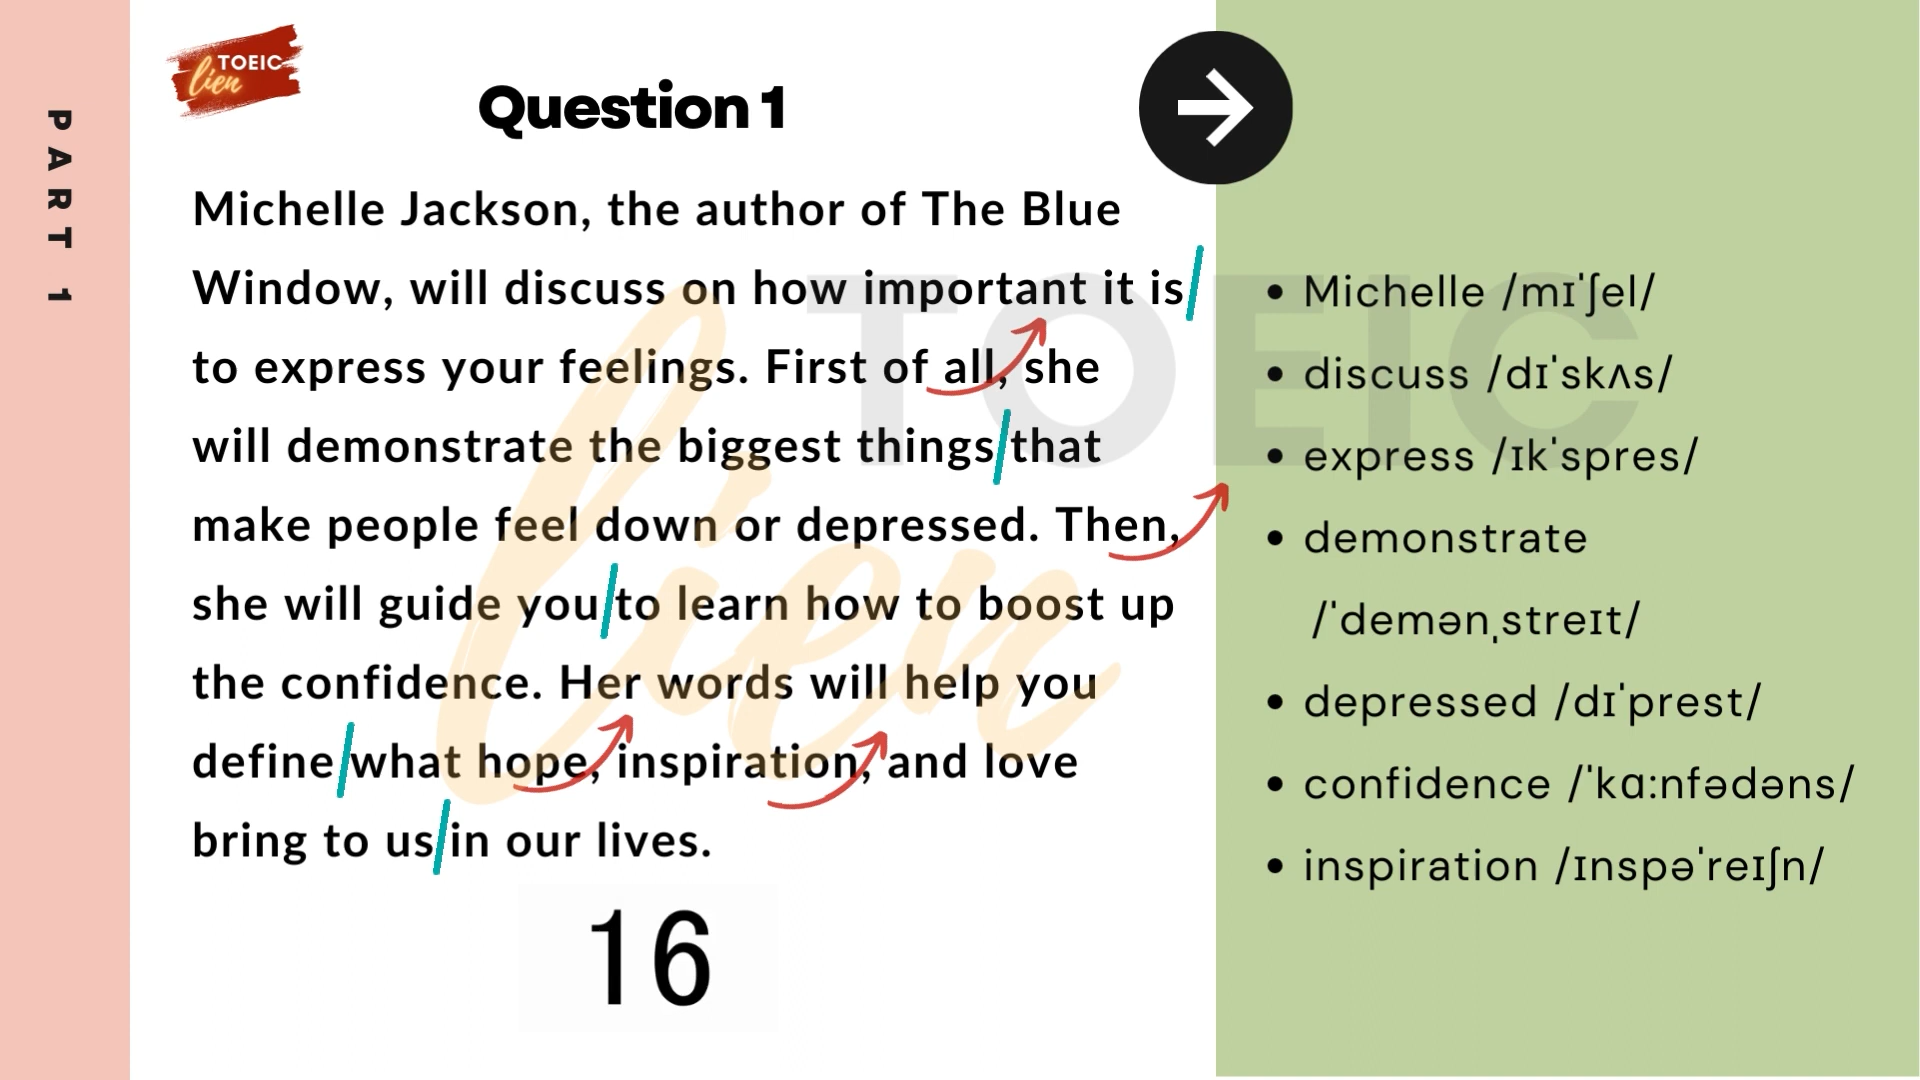 PART 1
TOEIC
lien
Question 1
Michelle Jackson, the author of The Blue
Window, will discuss on how important it is/
to express your feelings. First of all, she
will demonstrate the biggest things/that
make people feel down or depressed. Then,
she will guide you/to learn how to boost up
the confidence. Her words will help you
define/what hope, inspiration, and love
bring to us/in our lives.
16
TOEIC
lien
• Michelle /mɪˈʃel/
• discuss /dɪˈskʌs/
• express /ɪkˈspres/
• demonstrate
/ˈdemənˌstreɪt/
• depressed /dɪˈprest/
• confidence /ˈkɑ:nfədəns/
• inspiration /ɪnspəˈreɪʃn/